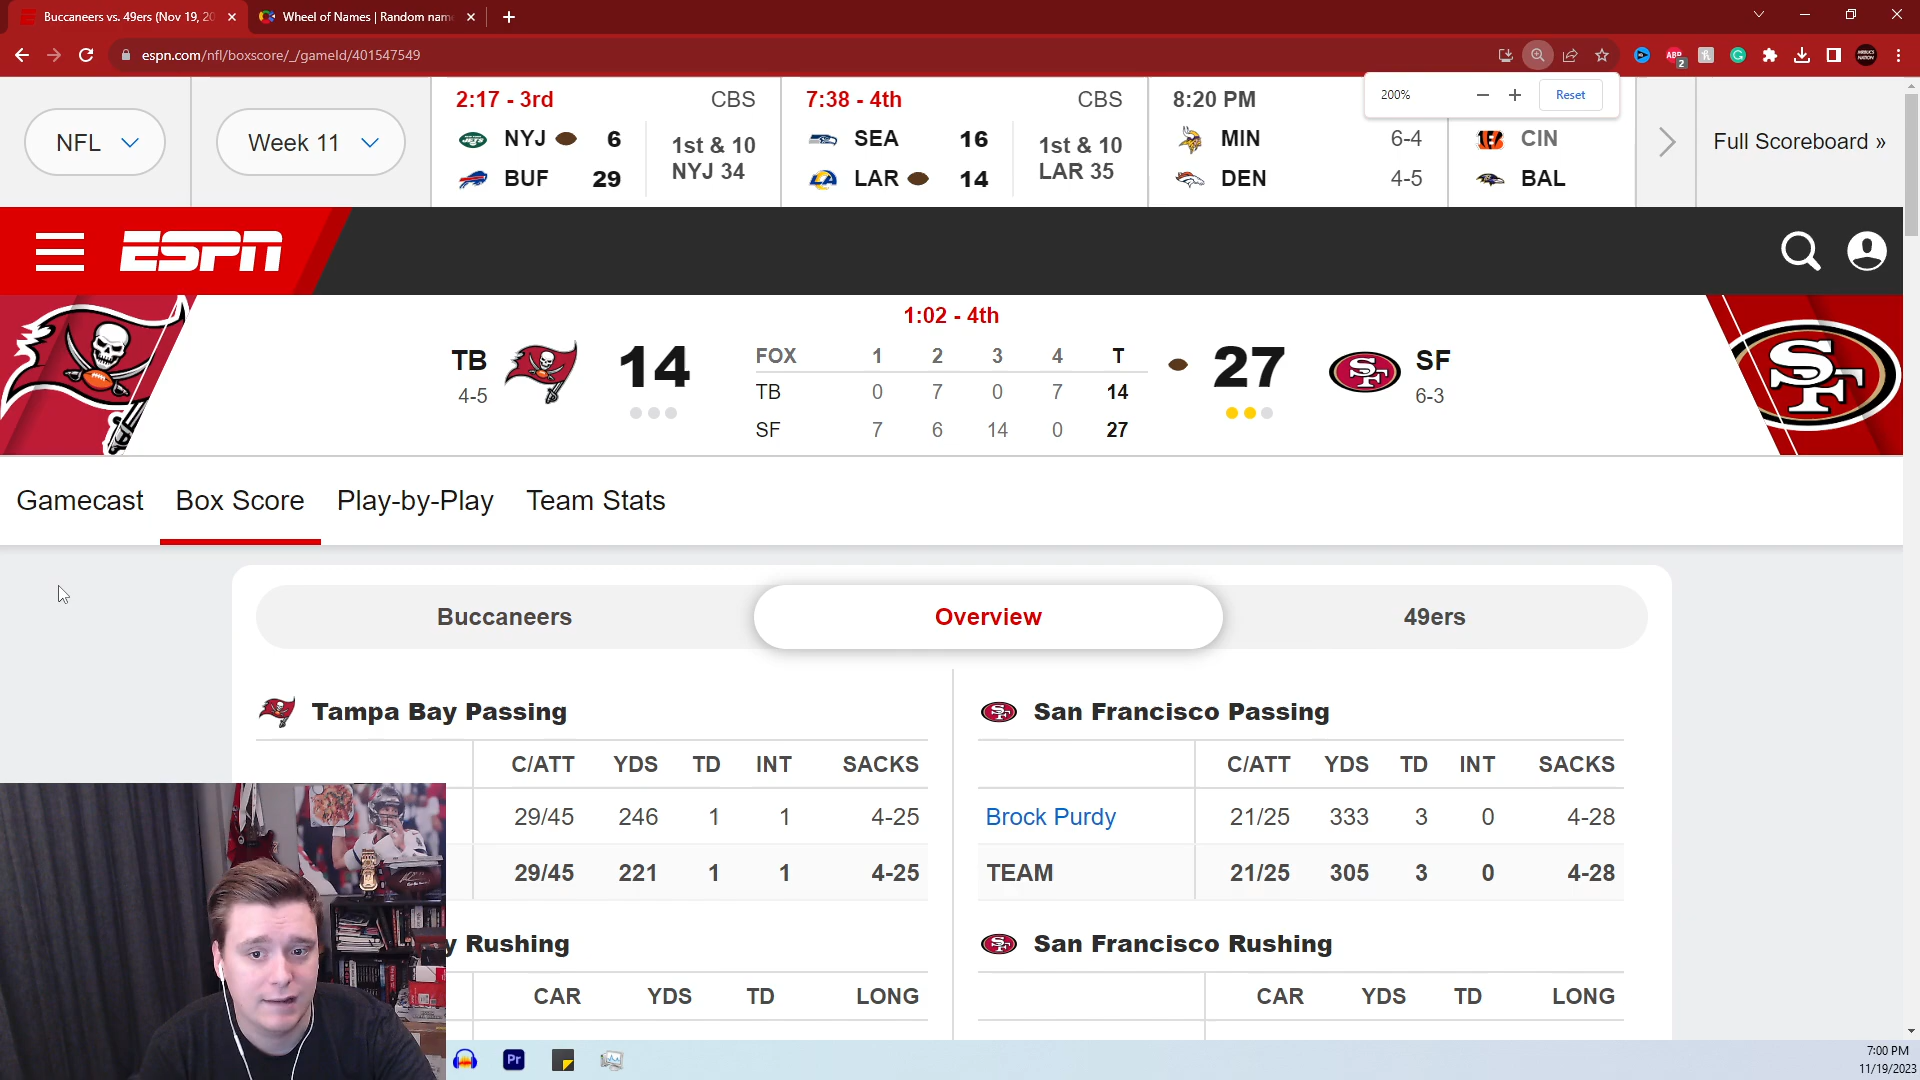 Buccaneers vs. 49ers (Nov 19, 20
Wheel of Names | Random nam
espn.com/nfl/boxscore/_/gameId/401547549
ABP
2
200%
Reset
NFL
Week 11
2:17 - 3rd
CBS
NYJ 6
BUF 29
1st & 10
NYJ 34
7:38 - 4th
CBS
SEA 16
LAR 14
1st & 10
LAR 35
8:20 PM
MIN 6-4
DEN 4-5
CIN
BAL
Full Scoreboard »
ESPN
1:02 - 4th
TB
4-5
14
FOX 1 2 3 4 T
TB 0 7 0 7 14
SF 7 6 14 0 27
27
SF
6-3
Gamecast
Box Score
Play-by-Play
Team Stats
Buccaneers
Overview
49ers
Tampa Bay Passing
C/ATT YDS TD INT SACKS
29/45 246 1 1 4-25
29/45 221 1 1 4-25
San Francisco Passing
C/ATT YDS TD INT SACKS
Brock Purdy 21/25 333 3 0 4-28
TEAM 21/25 305 3 0 4-28
y Rushing
CAR YDS TD LONG
San Francisco Rushing
CAR YDS TD LONG
Pr
7:00 PM
11/19/2023